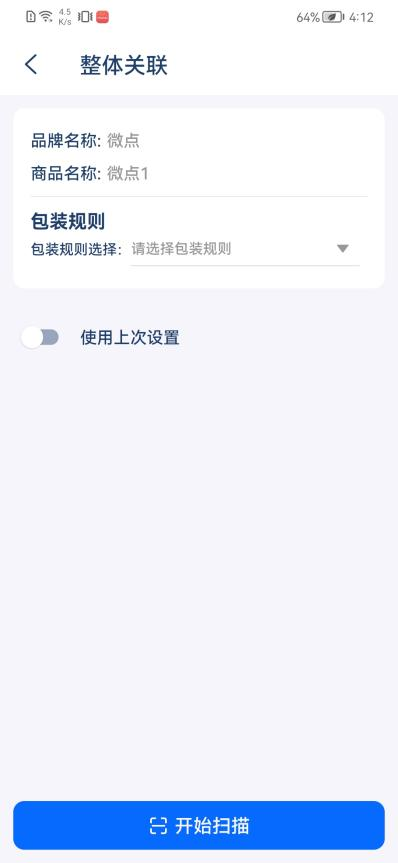 4.5
K/s
64%
4:12
整体关联
品牌名称: 微点
商品名称: 微点1
包装规则
包装规则选择: 请选择包装规则
使用上次设置
开始扫描